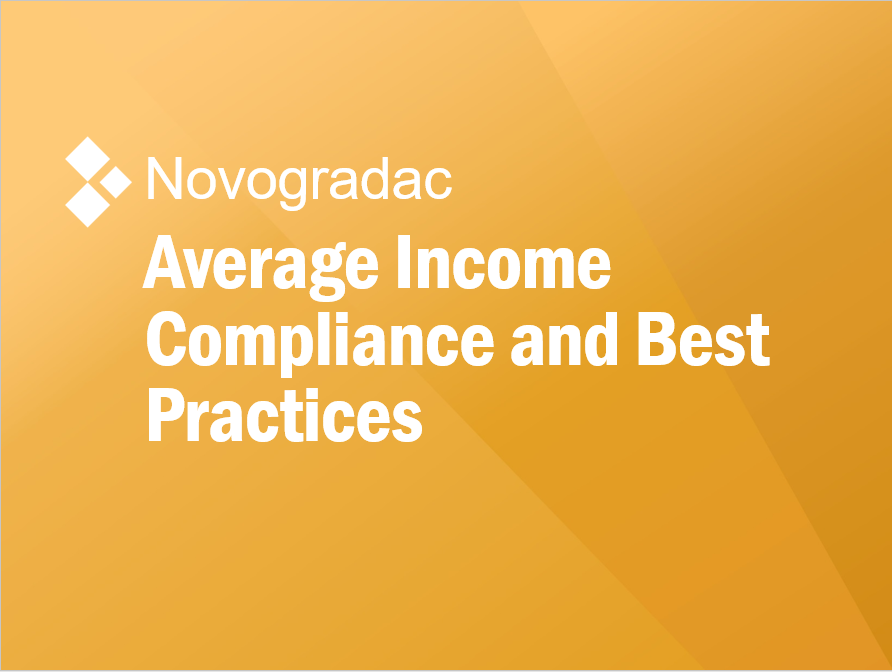 Novogradac
Average Income
Compliance and Best
Practices